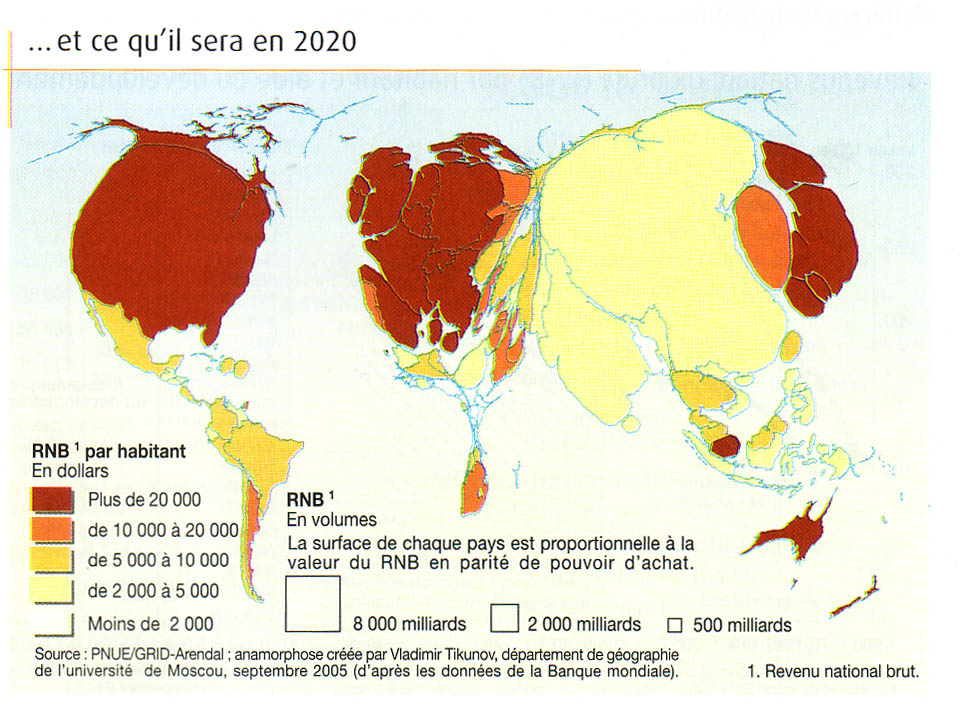 ... et ce qu'il sera en 2020
RNB ¹ par habitant
En dollars
Plus de 20 000
de 10 000 à 20 000
de 5 000 à 10 000
de 2 000 à 5 000
Moins de 2 000
RNB ¹
En volumes
La surface de chaque pays est proportionnelle à la
valeur du RNB en parité de pouvoir d'achat.
8 000 milliards
2 000 milliards
500 milliards
Source : PNUE/GRID-Arendal ; anamorphose créée par Vladimir Tikunov, département de géographie
de l'université de Moscou, septembre 2005 (d'après les données de la Banque mondiale).
1. Revenu national brut.